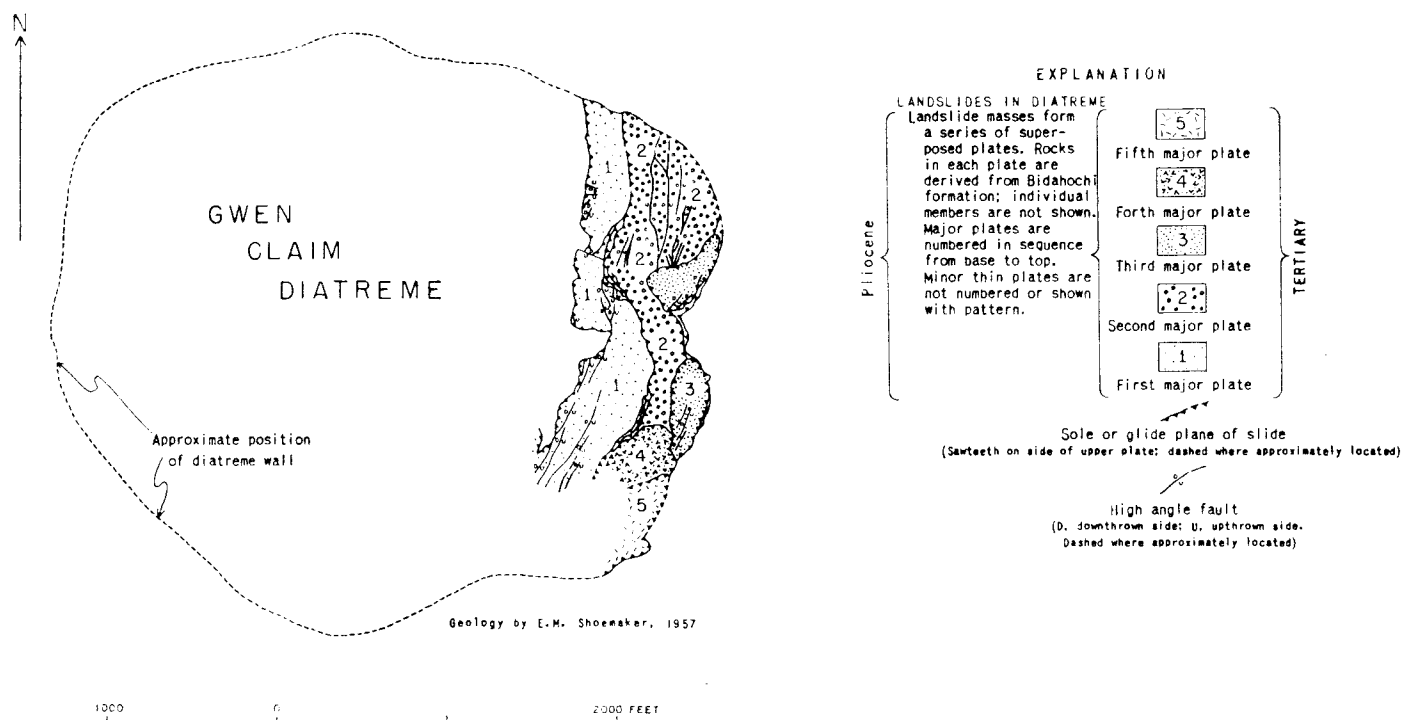 N
GWEN
CLAIM
DIATREME
1
2
2
2
1
2
1
3
4
5
Approximate position
of diatreme wall
Geology by E.M. Shoemaker, 1957
1000 0 2000 FEET
EXPLANATION
LANDSLIDES IN DIATREME
Landslide masses form
a series of super-
posed plates. Rocks
in each plate are
derived from Bidahochi
formation; individual
members are not shown.
Major plates are
numbered in sequence
from base to top.
Minor thin plates are
not numbered or shown
with pattern.
Pliocene
5
Fifth major plate
4
Forth major plate
3
Third major plate
2
Second major plate
1
First major plate
TERTIARY
Sole or glide plane of slide
(Sawteeth on side of upper plate; dashed where approximately located)
High angle fault
(D, downthrown side; U, upthrown side.
Dashed where approximately located)